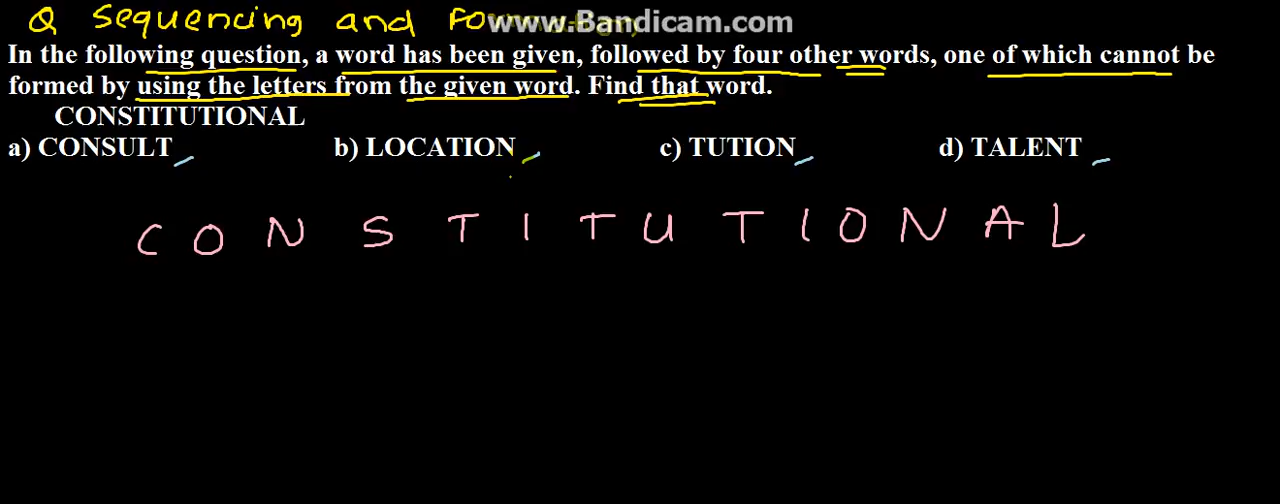 Q Sequencing and
www.Bandicam.com
In the following question, a word has been given, followed by four other words, one of which cannot be
formed by using the letters from the given word. Find that word.
CONSTITUTIONAL
a) CONSULT b) LOCATION c) TUTION d) TALENT
C O N S T I T U T I O N A L